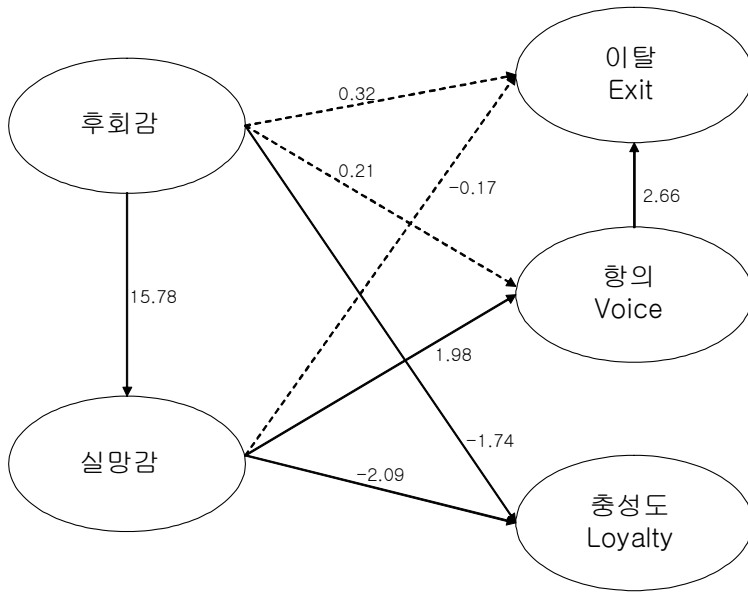 이탈
Exit
후회감
0.32
0.21
-0.17
2.66
항의
Voice
15.78
1.98
-1.74
실망감
-2.09
충성도
Loyalty